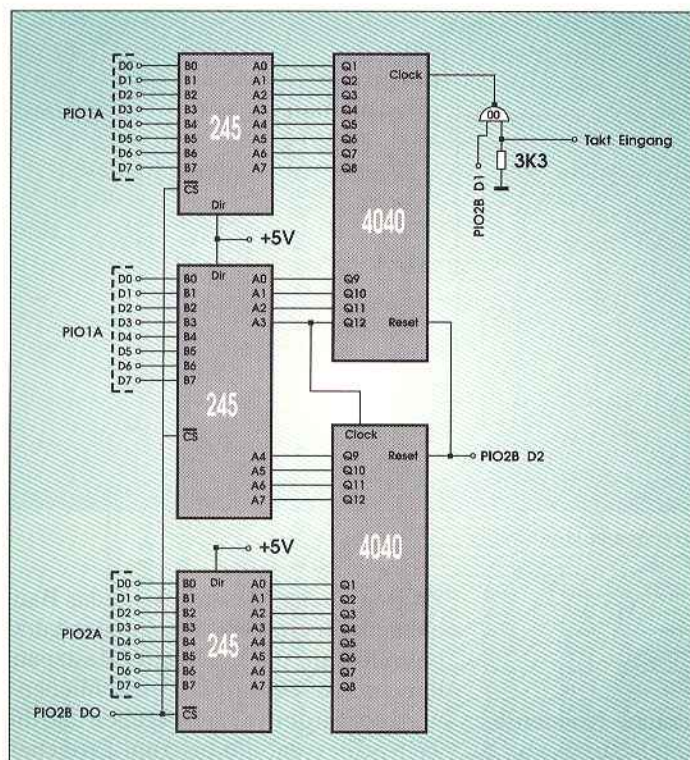 D0 B0 A0 Q1
D1 B1 A1 Q2 Clock
D2 B2 A2 Q3
D3 B3 A3 Q4
PIO1A
D4 B4 A4 Q5
D5 B5 A5 Q6
D6 B6 A6 Q7
D7 B7 A7 Q8
245
CS
Dir
4040
00
Takt Eingang
3K3
PIO2B D1
+5V
Dir
D0 B0 A0 Q9
D1 B1 A1 Q10
D2 B2 A2 Q11
D3 B3 A3 Q12 Reset
PIO1A
D4 B4
D5 B5
D6 B6
D7 B7
245
CS
Clock
A4 Q9 Reset
A5 Q10
A6 Q11
A7 Q12
PIO2B D2
4040
+5V
Dir
D0 B0 A0 Q1
D1 B1 A1 Q2
D2 B2 A2 Q3
D3 B3 A3 Q4
PIO2A
D4 B4 A4 Q5
D5 B5 A5 Q6
D6 B6 A6 Q7
D7 B7 A7 Q8
245
PIO2B DO
CS